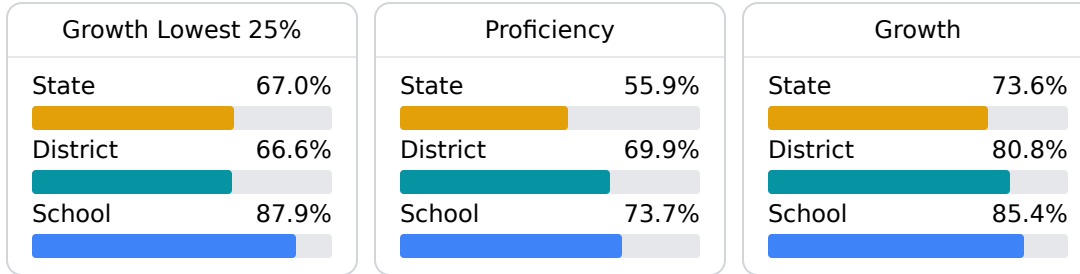 Growth Lowest 25%
State 67.0%
District 66.6%
School 87.9%
Proficiency
State 55.9%
District 69.9%
School 73.7%
Growth
State 73.6%
District 80.8%
School 85.4%